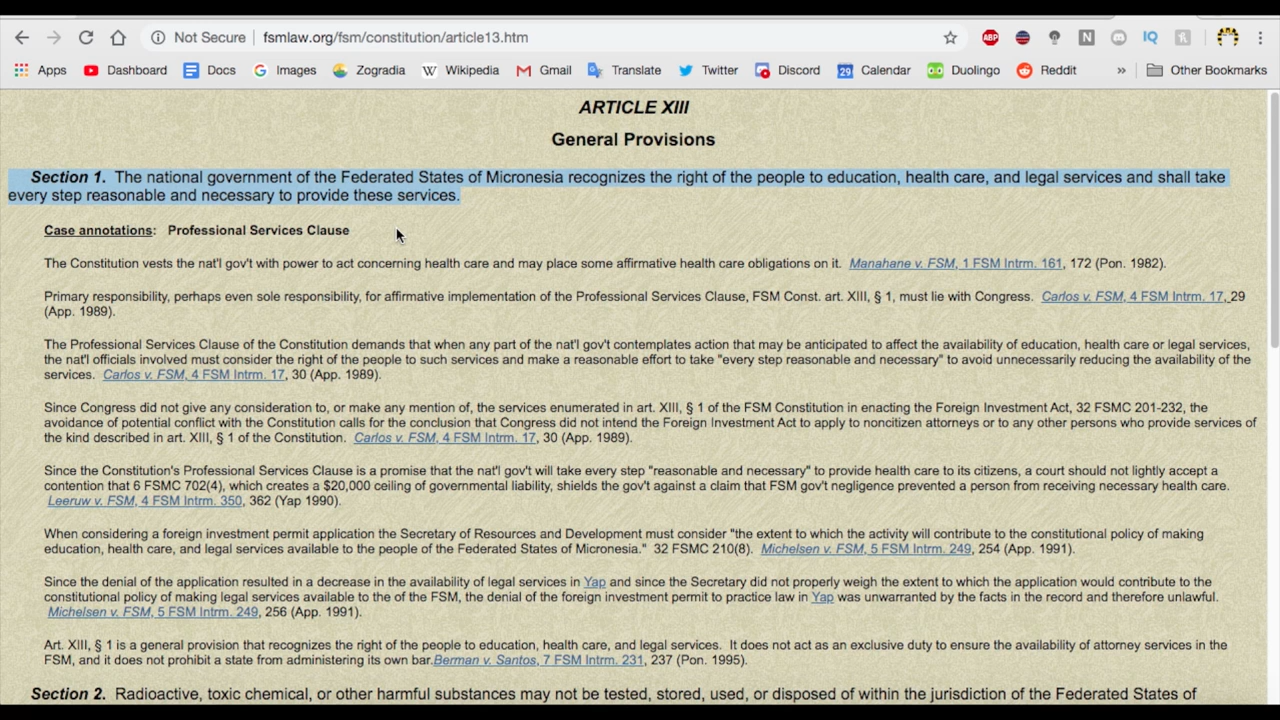 Not Secure fsmlaw.org/fsm/constitution/article13.htm ABP N IQ
Apps Dashboard Docs Images Zogradia Wikipedia Gmail Translate Twitter 29 Calendar Discord Duolingo Reddit » Other Bookmarks
ARTICLE XIII
General Provisions
Section 1. The national government of the Federated States of Micronesia recognizes the right of the people to education, health care, and legal services and shall take
every step reasonable and necessary to provide these services.
Case annotations: Professional Services Clause
The Constitution vests the nat'l gov't with power to act concerning health care and may place some affirmative health care obligations on it. Manahane v. FSM, 1 FSM Intrm. 161, 172 (Pon. 1982).
Primary responsibility, perhaps even sole responsibility, for affirmative implementation of the Professional Services Clause, FSM Const. art. XIII, § 1, must lie with Congress. Carlos v. FSM, 4 FSM Intrm. 17, 29
(App. 1989).
The Professional Services Clause of the Constitution demands that when any part of the nat'l gov't contemplates action that may be anticipated to affect the availability of education, health care or legal services,
the nat'l officials involved must consider the right of the people to such services and make a reasonable effort to take "every step reasonable and necessary" to avoid unnecessarily reducing the availability of the
services. Carlos v. FSM, 4 FSM Intrm. 17, 30 (App. 1989).
Since Congress did not give any consideration to, or make any mention of, the services enumerated in art. XIII, § 1 of the FSM Constitution in enacting the Foreign Investment Act, 32 FSMC 201-232, the
avoidance of potential conflict with the Constitution calls for the conclusion that Congress did not intend the Foreign Investment Act to apply to noncitizen attorneys or to any other persons who provide services of
the kind described in art. XIII, § 1 of the Constitution. Carlos v. FSM, 4 FSM Intrm. 17, 30 (App. 1989).
Since the Constitution's Professional Services Clause is a promise that the nat'l gov't will take every step "reasonable and necessary" to provide health care to its citizens, a court should not lightly accept a
contention that 6 FSMC 702(4), which creates a $20,000 ceiling of governmental liability, shields the gov't against a claim that FSM gov't negligence prevented a person from receiving necessary health care.
Leeruw v. FSM, 4 FSM Intrm. 350, 362 (Yap 1990).
When considering a foreign investment permit application the Secretary of Resources and Development must consider "the extent to which the activity will contribute to the constitutional policy of making
education, health care, and legal services available to the people of the Federated States of Micronesia." 32 FSMC 210(8). Michelsen v. FSM, 5 FSM Intrm. 249, 254 (App. 1991).
Since the denial of the application resulted in a decrease in the availability of legal services in Yap and since the Secretary did not properly weigh the extent to which the application would contribute to the
constitutional policy of making legal services available to the of the FSM, the denial of the foreign investment permit to practice law in Yap was unwarranted by the facts in the record and therefore unlawful.
Michelsen v. FSM, 5 FSM Intrm. 249, 256 (App. 1991).
Art. XIII, § 1 is a general provision that recognizes the right of the people to education, health care, and legal services. It does not act as an exclusive duty to ensure the availability of attorney services in the
FSM, and it does not prohibit a state from administering its own bar.Berman v. Santos, 7 FSM Intrm. 231, 237 (Pon. 1995).
Section 2. Radioactive, toxic chemical, or other harmful substances may not be tested, stored, used, or disposed of within the jurisdiction of the Federated States of